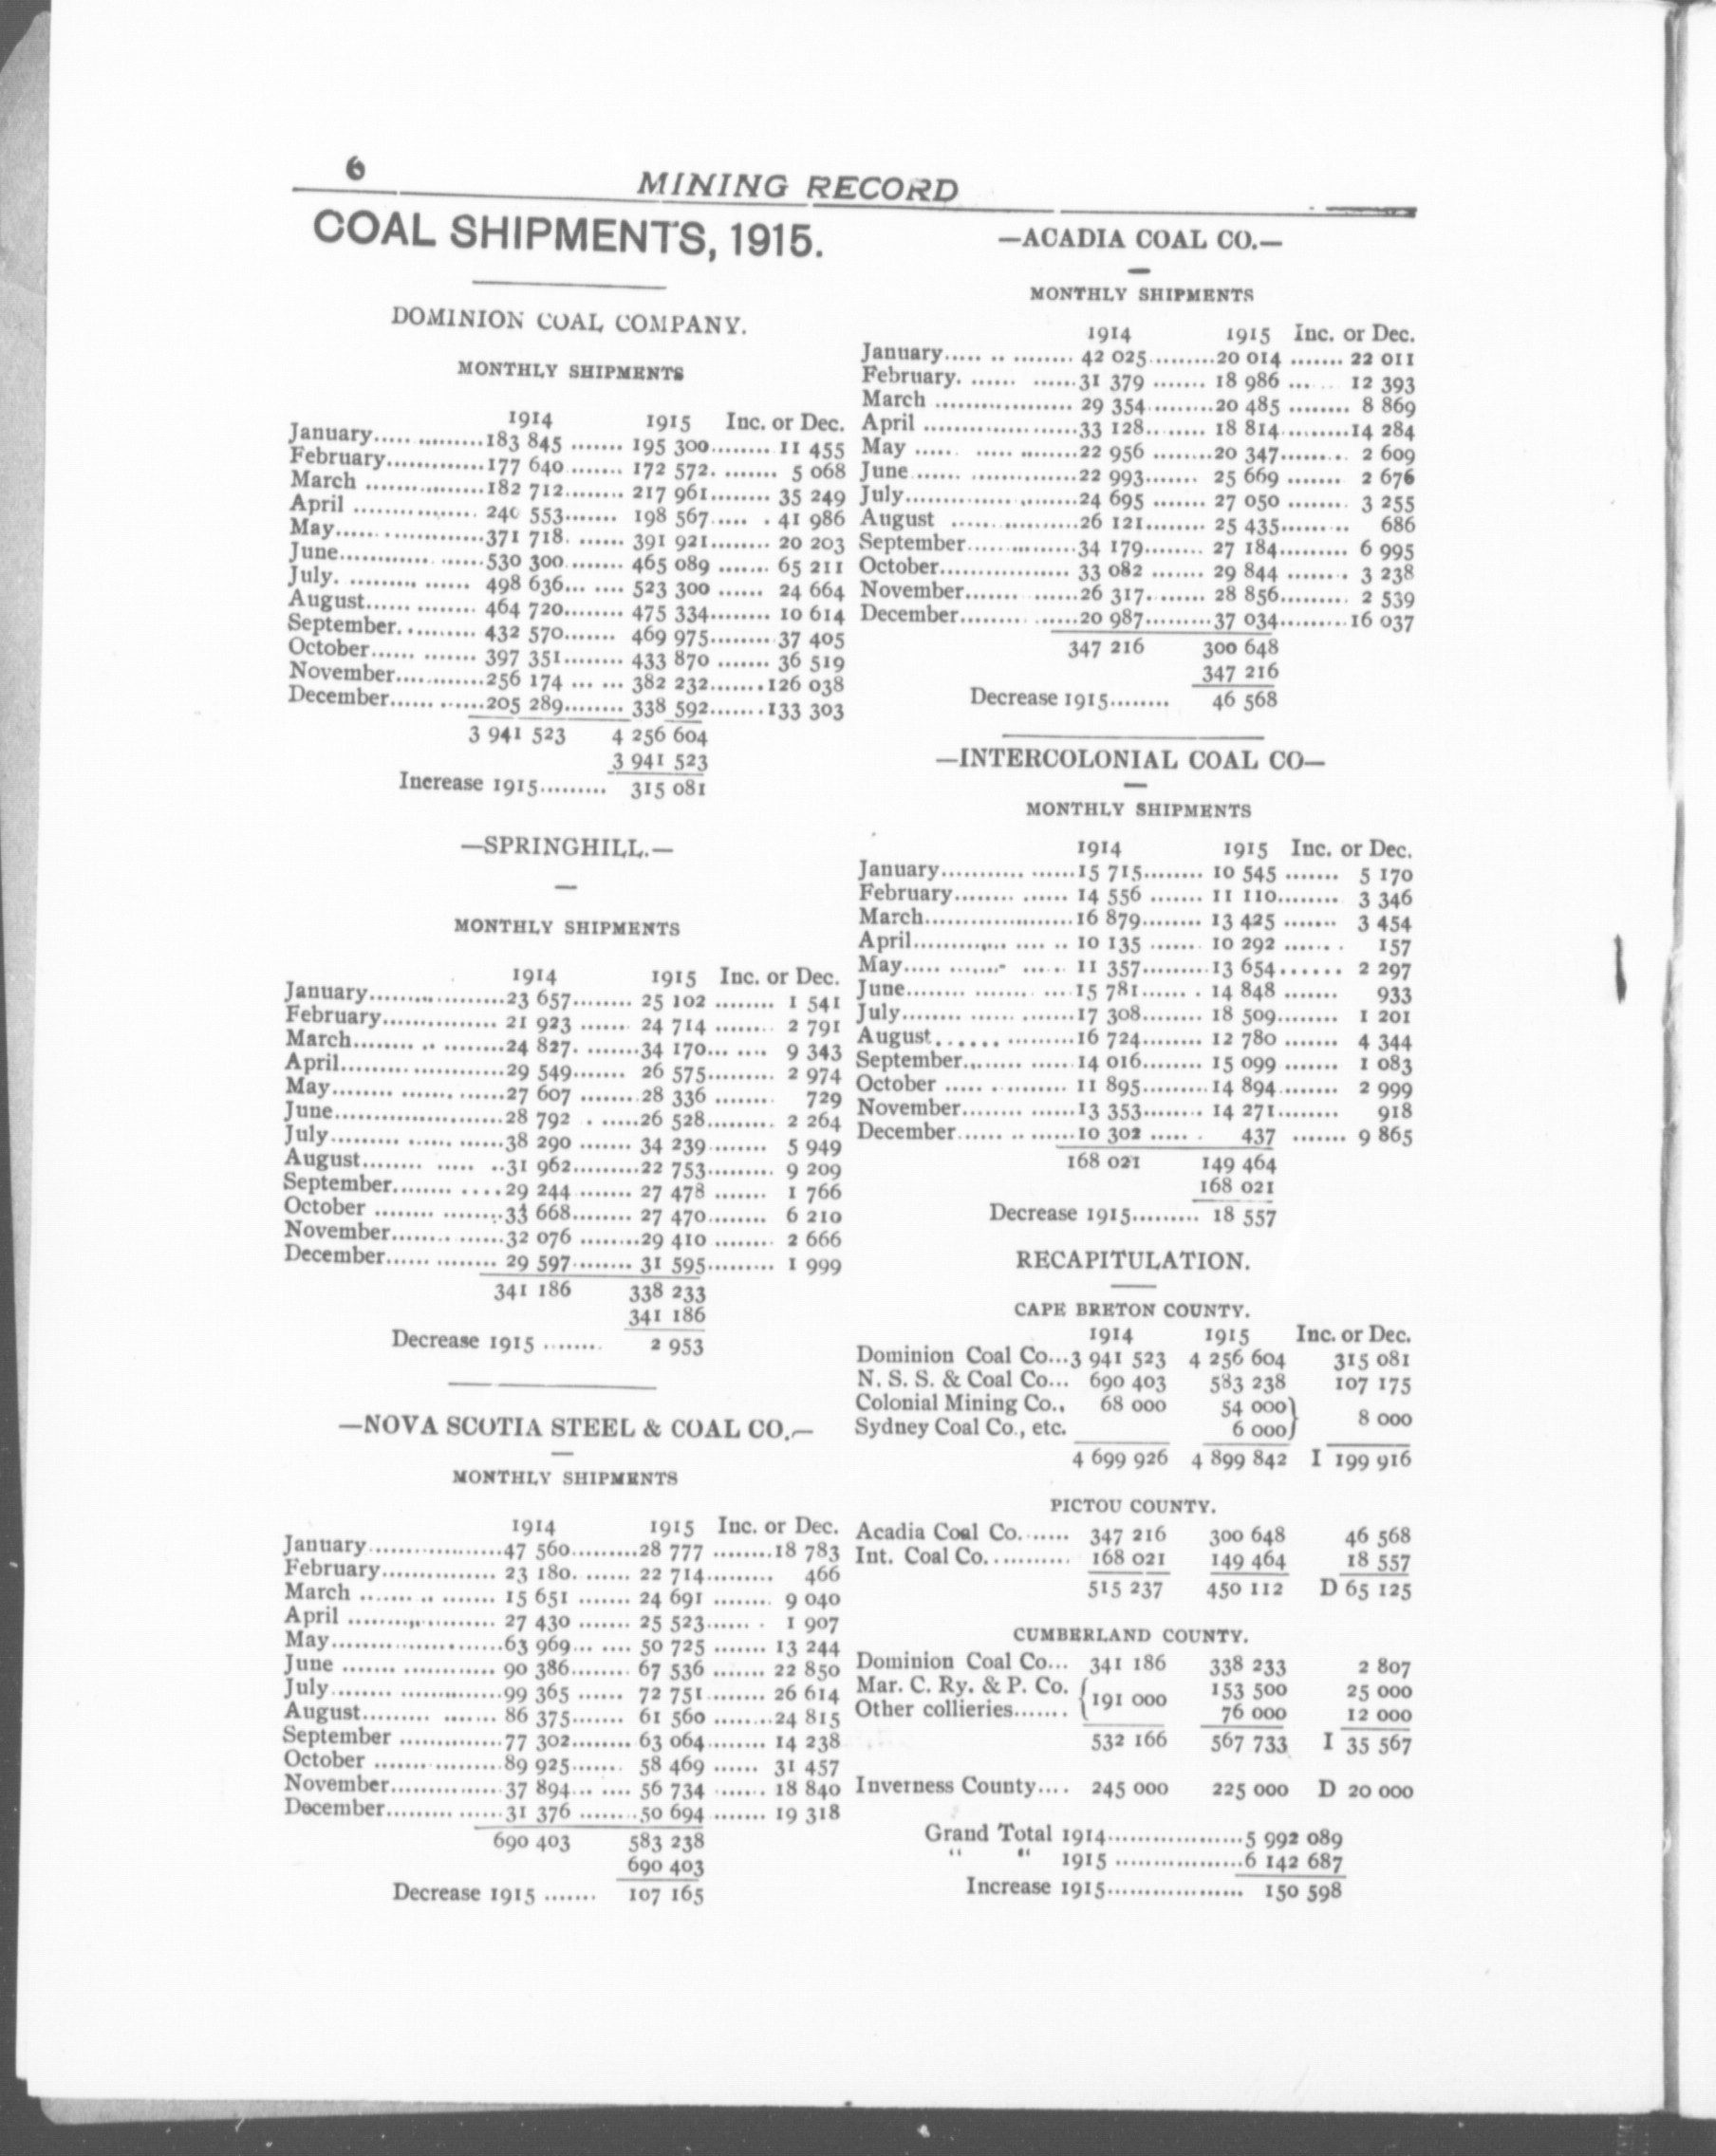 6
MINING RECORD
COAL SHIPMENTS, 1915.
DOMINION COAL COMPANY.
MONTHLY SHIPMENTS
1914 1915 Inc. or Dec.
January 183 845 195 300 11 455
February 177 640 172 572 5 068
March 182 712 217 961 35 249
April 240 553 198 567 41 986
May 371 718 391 921 20 203
June 530 300 465 089 65 211
July 498 636 523 300 24 664
August 464 720 475 334 10 614
September 432 570 469 975 37 405
October 397 351 433 870 36 519
November 256 174 382 232 126 038
December 205 289 338 592 133 303
3 941 523 4 256 604
3 941 523
Increase 1915 315 081
—SPRINGHILL.—
MONTHLY SHIPMENTS
1914 1915 Inc. or Dec.
January 23 657 25 102 1 541
February 21 923 24 714 2 791
March 24 827 34 170 9 343
April 29 549 26 575 2 974
May 27 607 28 336 729
June 28 792 26 528 2 264
July 38 290 34 239 5 949
August 31 962 22 753 9 209
September 29 244 27 478 1 766
October 33 668 27 470 6 210
November 32 076 29 410 2 666
December 29 597 31 595 1 999
341 186 338 233
341 186
Decrease 1915 2 953
—NOVA SCOTIA STEEL & COAL CO.—
MONTHLY SHIPMENTS
1914 1915 Inc. or Dec.
January 47 560 28 777 18 783
February 23 180 22 714 466
March 15 651 24 691 9 040
April 27 430 25 523 1 907
May 63 969 50 725 13 244
June 90 386 67 536 22 850
July 99 365 72 751 26 614
August 86 375 61 560 24 815
September 77 302 63 064 14 238
October 89 925 58 469 31 457
November 37 894 56 734 18 840
December 31 376 50 694 19 318
690 403 583 238
690 403
Decrease 1915 107 165
—ACADIA COAL CO.—
MONTHLY SHIPMENTS
1914 1915 Inc. or Dec.
January 42 025 20 014 22 011
February 31 379 18 986 12 393
March 29 354 20 485 8 869
April 33 128 18 814 14 284
May 22 956 20 347 2 609
June 22 993 25 669 2 676
July 24 695 27 050 3 255
August 26 121 25 435 686
September 34 179 27 184 6 995
October 33 082 29 844 3 238
November 26 317 28 856 2 539
December 20 987 37 034 16 037
347 216 300 648
347 216
Decrease 1915 46 568
—INTERCOLONIAL COAL CO—
MONTHLY SHIPMENTS
1914 1915 Inc. or Dec.
January 15 715 10 545 5 170
February 14 556 11 110 3 346
March 16 879 13 425 3 454
April 10 135 10 292 157
May 11 357 13 654 2 297
June 15 781 14 848 933
July 17 308 18 509 1 201
August 16 724 12 780 4 344
September 14 016 15 099 1 083
October 11 895 14 894 2 999
November 13 353 14 271 918
December 10 302 437 9 865
168 021 149 464
168 021
Decrease 1915 18 557
RECAPITULATION.
CAPE BRETON COUNTY.
1914 1915 Inc. or Dec.
Dominion Coal Co... 3 941 523 4 256 604 315 081
N. S. S. & Coal Co... 690 403 583 238 107 175
Colonial Mining Co., 68 000 54 000
Sydney Coal Co., etc. 6 000} 8 000
4 699 926 4 899 842 I 199 916
PICTOU COUNTY.
Acadia Coal Co. 347 216 300 648 46 568
Int. Coal Co. 168 021 149 464 18 557
515 237 450 112 D 65 125
CUMBERLAND COUNTY.
Dominion Coal Co... 341 186 338 233 2 807
Mar. C. Ry. & P. Co. {191 000 153 500 25 000
Other collieries 76 000 12 000
532 166 567 733 I 35 567
Inverness County.... 245 000 225 000 D 20 000
Grand Total 1914 5 992 089
" " 1915 6 142 687
Increase 1915 150 598